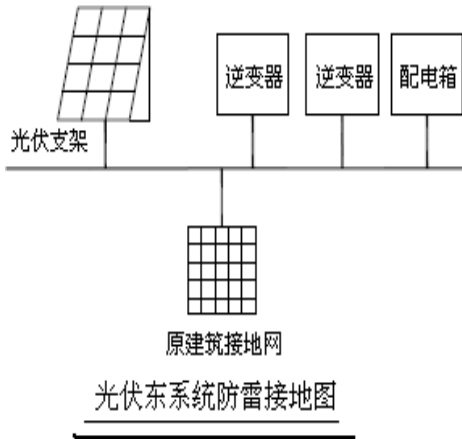 逆变器
逆变器
配电箱
光伏支架
原建筑接地网
光伏东系统防雷接地图